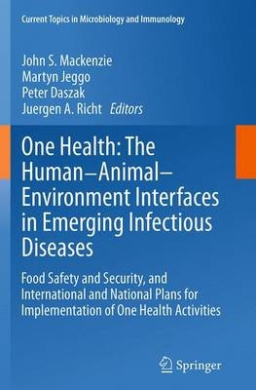 Current Topics in Microbiology and Immunology
John S. Mackenzie
Martyn Jeggo
Peter Daszak
Juergen A. Richt Editors
One Health: The
Human–Animal–
Environment Interfaces
in Emerging Infectious
Diseases
Food Safety and Security, and
International and National Plans for
Implementation of One Health Activities
Springer